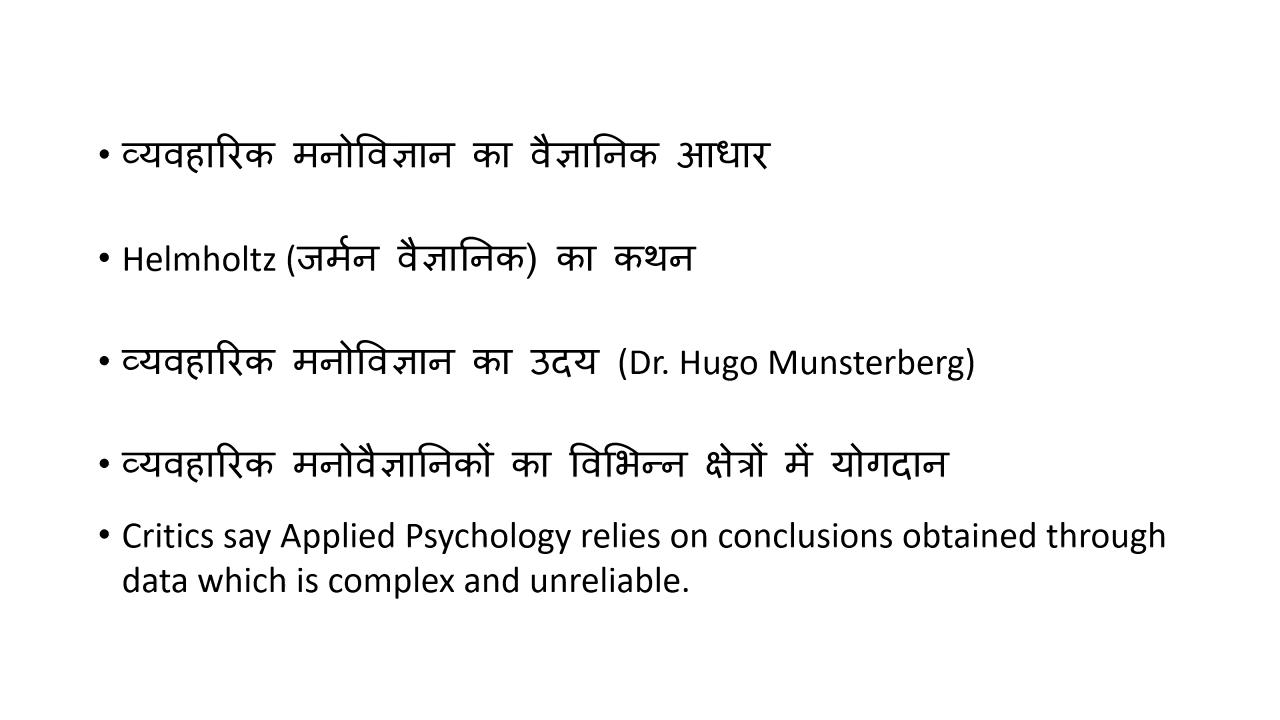 • व्यवहारिक मनोविज्ञान का वैज्ञानिक आधार
• Helmholtz (जर्मन वैज्ञानिक) का कथन
• व्यवहारिक मनोविज्ञान का उदय (Dr. Hugo Munsterberg)
• व्यवहारिक मनोवैज्ञानिकों का विभिन्न क्षेत्रों में योगदान
• Critics say Applied Psychology relies on conclusions obtained through
data which is complex and unreliable.